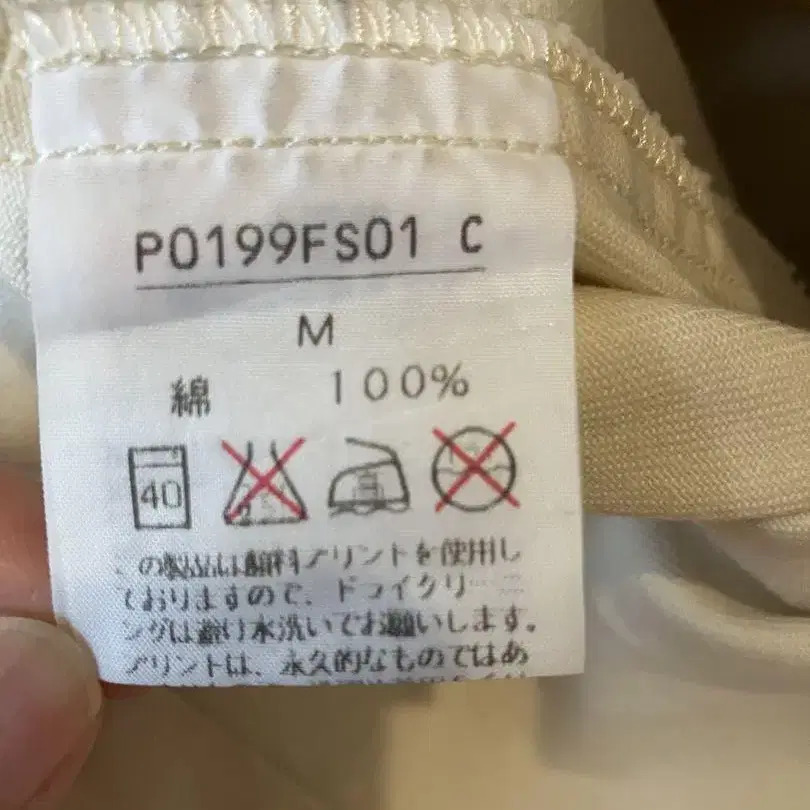 P0199FS01 C
M
綿 100%
40
高
この製品は顔料プリントを使用し
ておりますので、ドライクリーニ
ングは避け水洗いでお願いします。
プリントは、永久的なものではあ